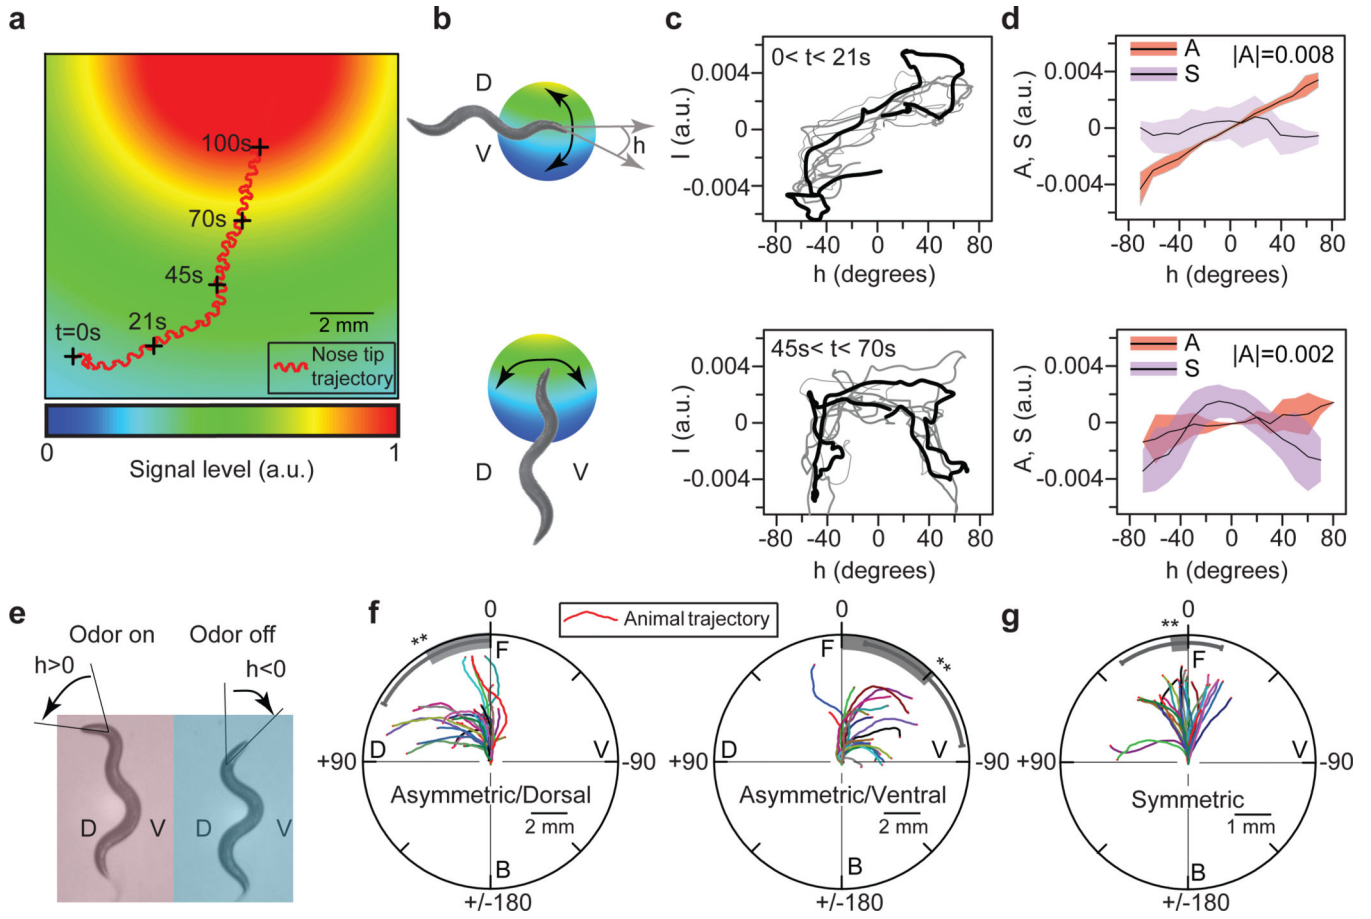 a
t=0s
21s
45s
70s
100s
2 mm
Nose tip
trajectory
0
1
Signal level (a.u.)
b
D
V
h
D
V
c
0< t< 21s
I (a.u.)
0.004
0
-0.004
-80
-40
0
40
80
h (degrees)
45s< t< 70s
I (a.u.)
0.004
0
-0.004
-80
-40
0
40
80
h (degrees)
d
A
S
|A|=0.008
A, S (a.u.)
0.004
0
-0.004
-80
-40
0
40
80
h (degrees)
A
S
|A|=0.002
A, S (a.u.)
0.004
0
-0.004
-80
-40
0
40
80
h (degrees)
e
Odor on
Odor off
h>0
h<0
D
V
D
V
f
Animal trajectory
0
**
F
+90
D
V
-90
Asymmetric/Dorsal
2 mm
B
+/-180
0
**
F
+90
D
V
-90
Asymmetric/Ventral
2 mm
B
+/-180
g
0
**
F
D
V
-90
Symmetric
1 mm
B
+/-180